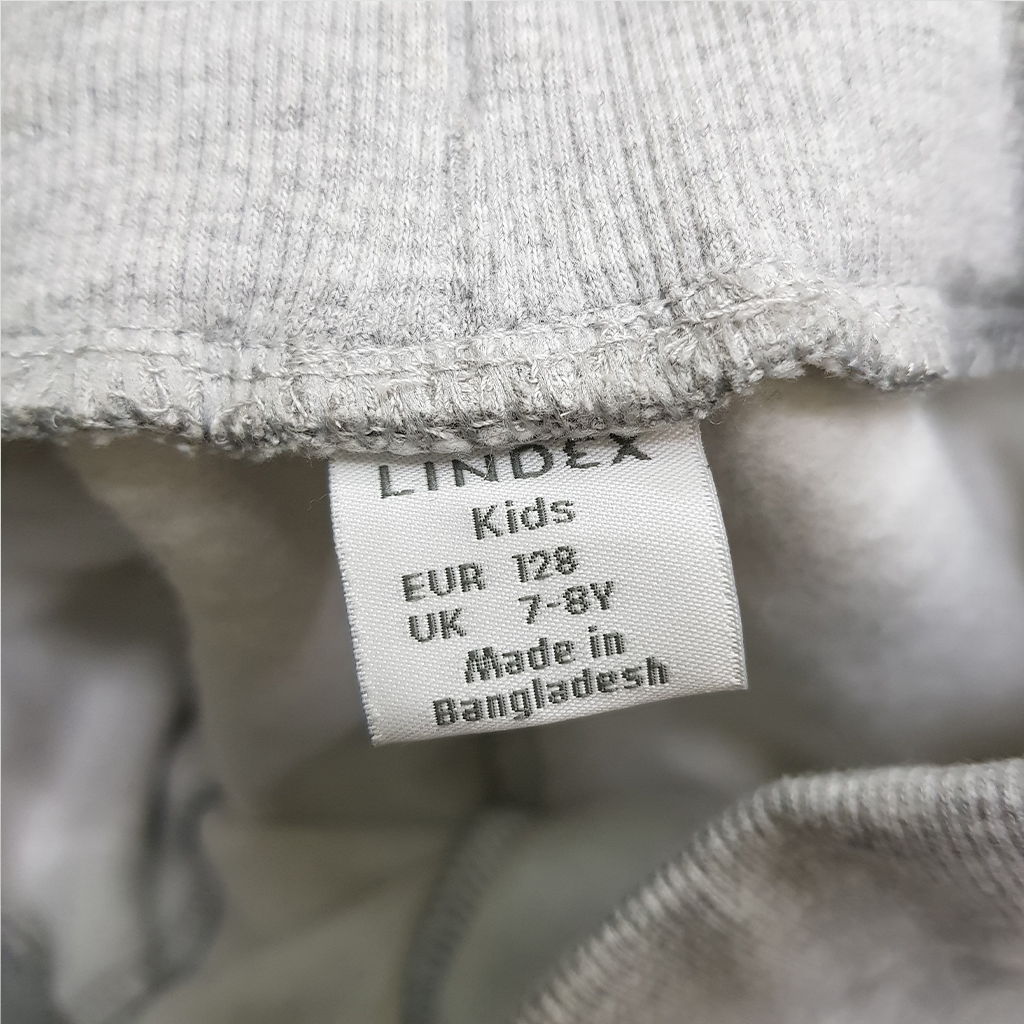 LINDEX
Kids
EUR 128
UK 7-8Y
Made in
Bangladesh